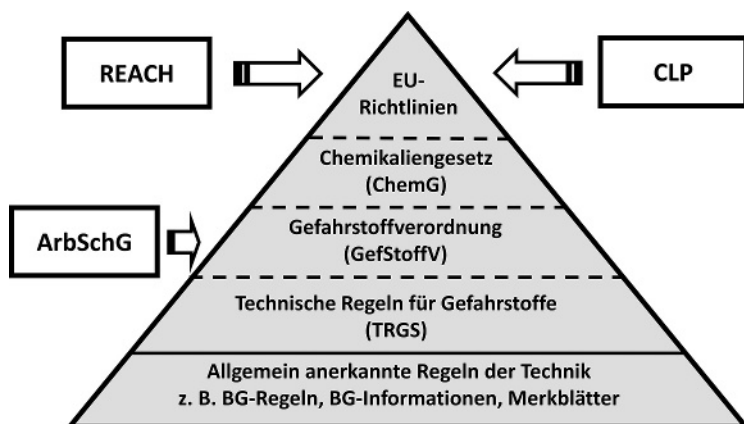 REACH
CLP
EU-
Richtlinien
Chemikaliengesetz
(ChemG)
ArbSchG
Gefahrstoffverordnung
(GefStoffV)
Technische Regeln für Gefahrstoffe
(TRGS)
Allgemein anerkannte Regeln der Technik
z. B. BG-Regeln, BG-Informationen, Merkblätter